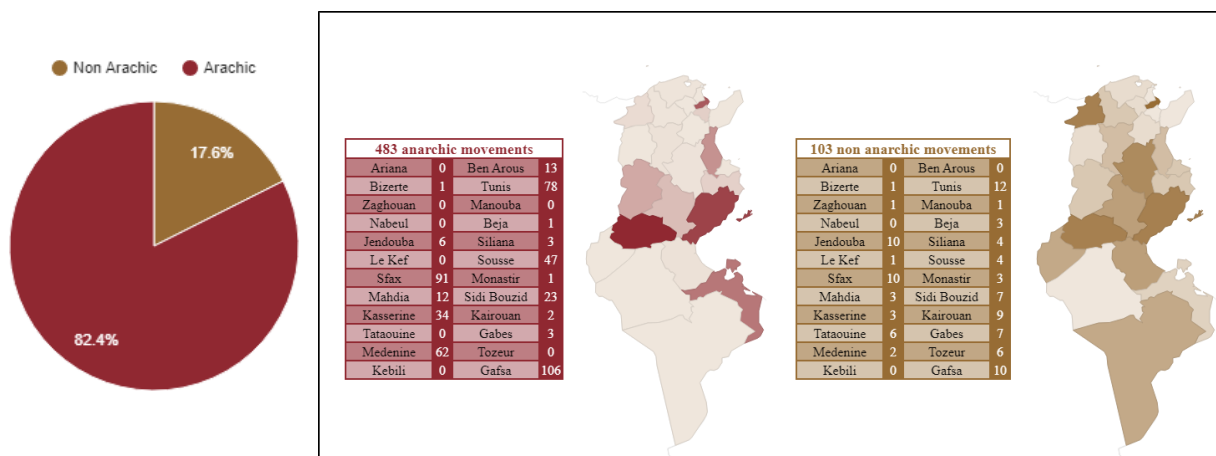 Non Arachic Arachic
17.6%
82.4%
483 anarchic movements
Ariana 0 Ben Arous 13
Bizerte 1 Tunis 78
Zaghouan 0 Manouba 0
Nabeul 0 Beja 1
Jendouba 6 Siliana 3
Le Kef 0 Sousse 47
Sfax 91 Monastir 1
Mahdia 12 Sidi Bouzid 23
Kasserine 34 Kairouan 2
Tataouine 0 Gabes 3
Medenine 62 Tozeur 0
Kebili 0 Gafsa 106
103 non anarchic movements
Ariana 0 Ben Arous 0
Bizerte 1 Tunis 12
Zaghouan 1 Manouba 1
Nabeul 0 Beja 3
Jendouba 10 Siliana 4
Le Kef 1 Sousse 4
Sfax 10 Monastir 3
Mahdia 3 Sidi Bouzid 7
Kasserine 3 Kairouan 9
Tataouine 6 Gabes 7
Medenine 2 Tozeur 6
Kebili 0 Gafsa 10